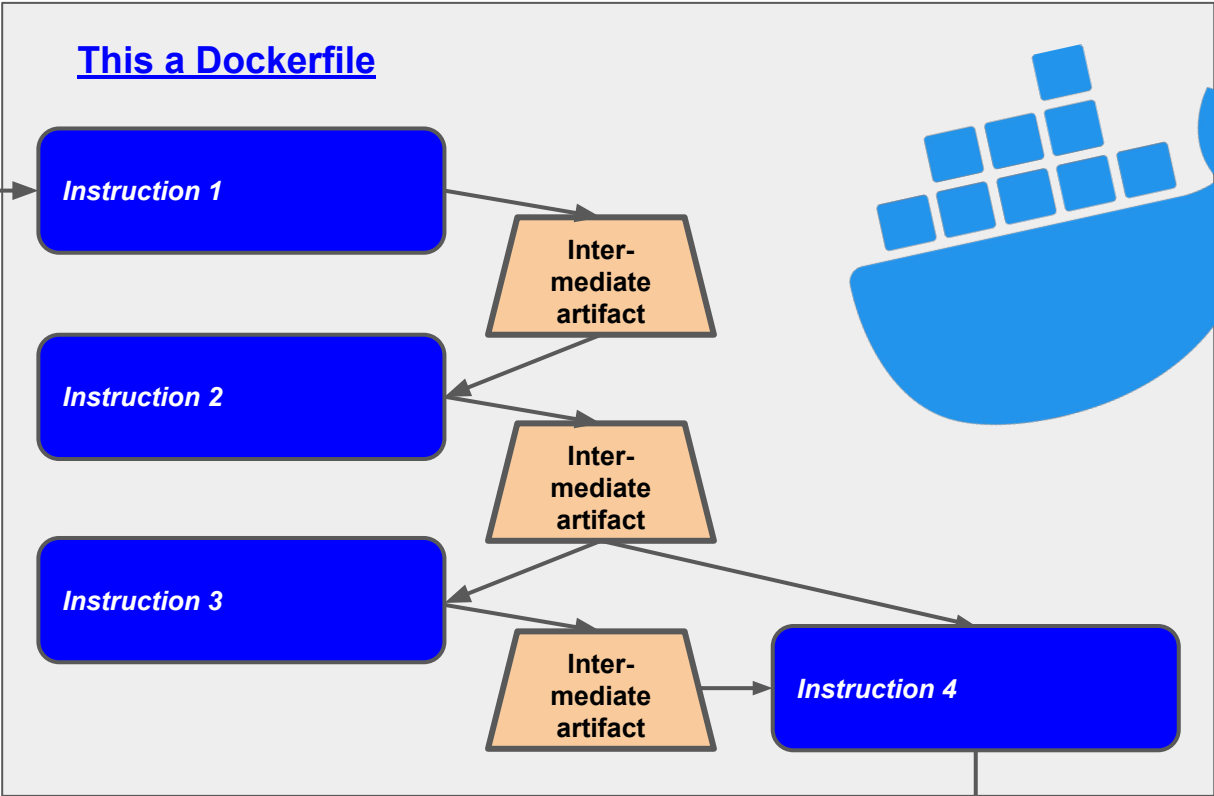 This a Dockerfile
Instruction 1
Inter-
mediate
artifact
Instruction 2
Inter-
mediate
artifact
Instruction 3
Inter-
mediate
artifact
Instruction 4